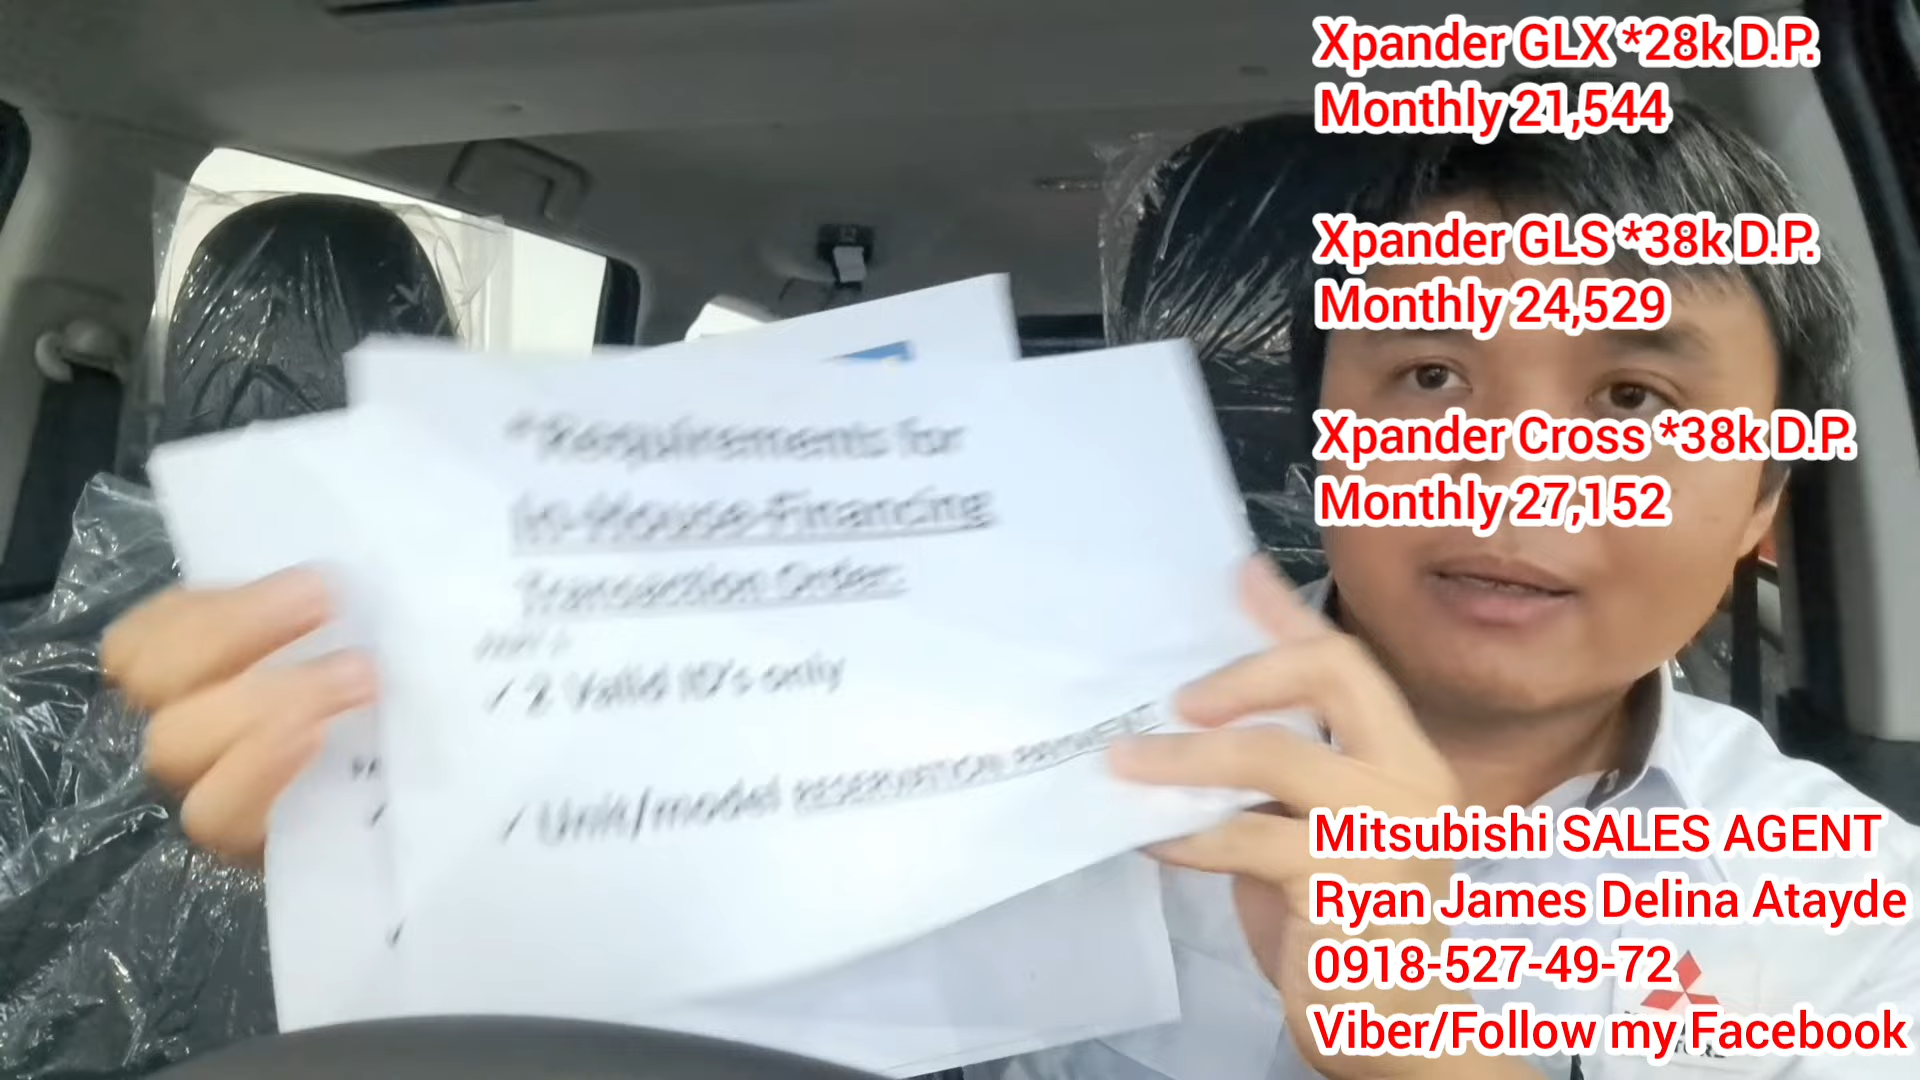 Xpander GLX *28k D.P.
Monthly 21,544
Xpander GLS *38k D.P.
Monthly 24,529
Xpander Cross *38k D.P.
Monthly 27,152
*Requirements for
In-House Financing
Transaction Order:
✓ 2 Valid ID's only
✓ Unit/model RESERVATION PAYMENT
Mitsubishi SALES AGENT
Ryan James Delina Atayde
0918-527-49-72
Viber/Follow my Facebook